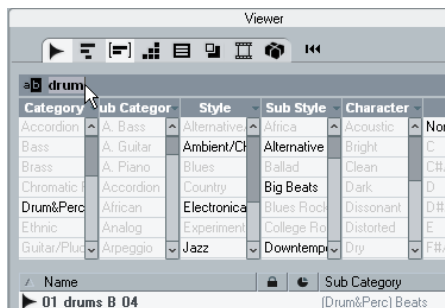 Viewer
ab drum
Category ub Categor Style Sub Style Character
Accordion A. Bass Alternative/ Africa Acoustic Nor
Bass A. Guitar Ambient/Ch Alternative Bright C
Brass A. Piano Blues Ballad Clean C#/
Chromatic F Accordion Country Big Beats Dark D
Drum&Perc African Electronica Blues Rock Dissonant D#
Ethnic Analog Experiment College Ro Distorted E
Guitar/Pluc Arpeggio Jazz Downtempo Dry F#/
Name Sub Category
01 drums B 04 (Drum&Perc) Beats